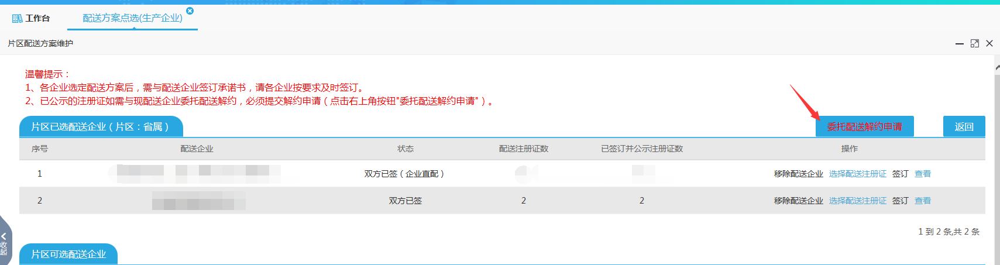 工作台
配送方案点选(生产企业)
片区配送方案维护
温馨提示：
1、各企业选定配送方案后，需与配送企业签订承诺书，请各企业按要求及时签订。
2、已公示的注册证如需与现配送企业委托配送解约，必须提交解约申请（点击右上角按钮"委托配送解约申请"）。
片区已选配送企业（片区：省属） 委托配送解约申请 返回
序号 配送企业 状态 配送注册证数 已签订并公示注册证数 操作
1 双方已签（企业直配） 移除配送企业 选择配送注册证 签订 查看
2 双方已签 2 2 移除配送企业 选择配送注册证 签订 查看
1 到 2 条,共 2 条
收起
片区可选配送企业